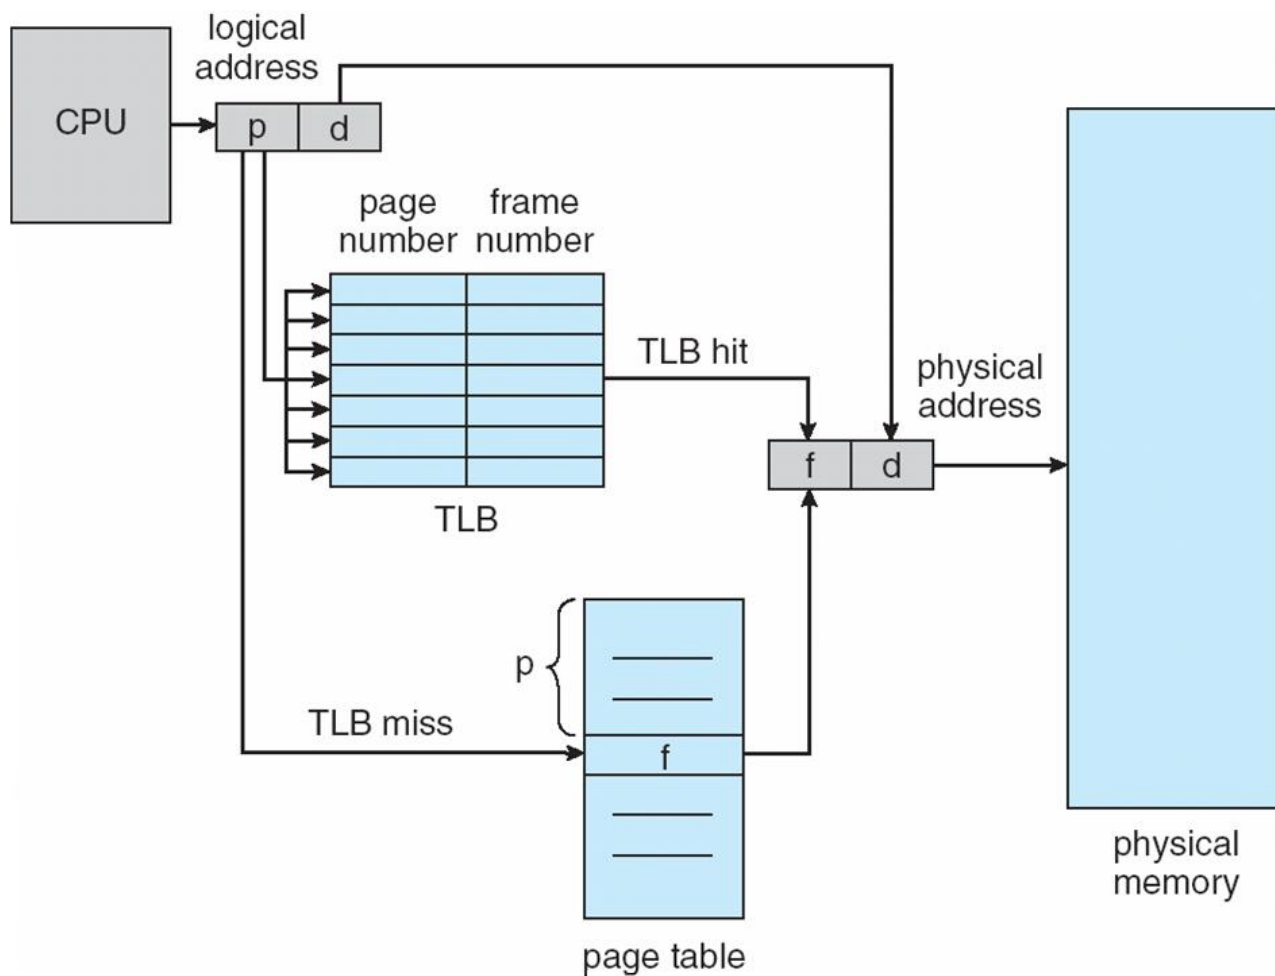 logical
address
CPU
p
d
page
number
frame
number
TLB hit
TLB
physical
address
f
d
p
TLB miss
f
page table
physical
memory